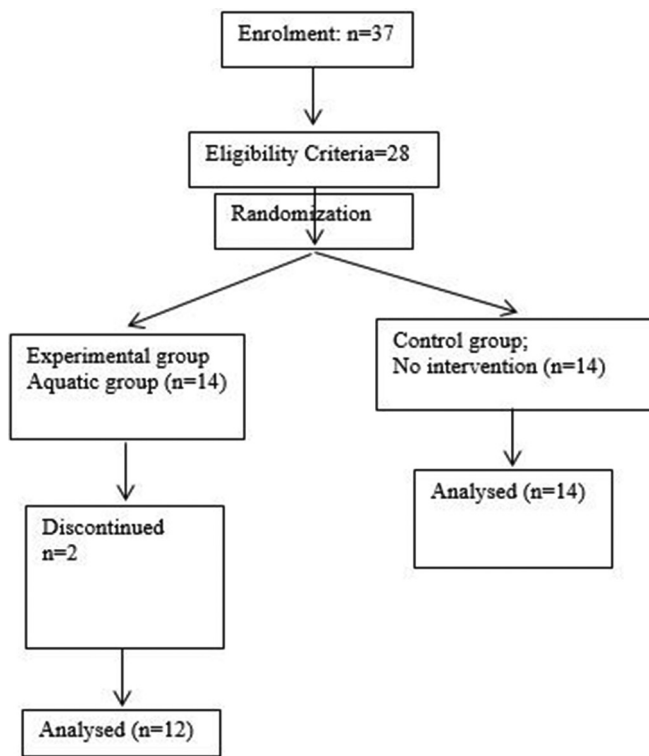 Enrolment: n=37
Eligibility Criteria=28
Randomization
Experimental group
Aquatic group (n=14)
Control group;
No intervention (n=14)
Discontinued
n=2
Analysed (n=14)
Analysed (n=12)